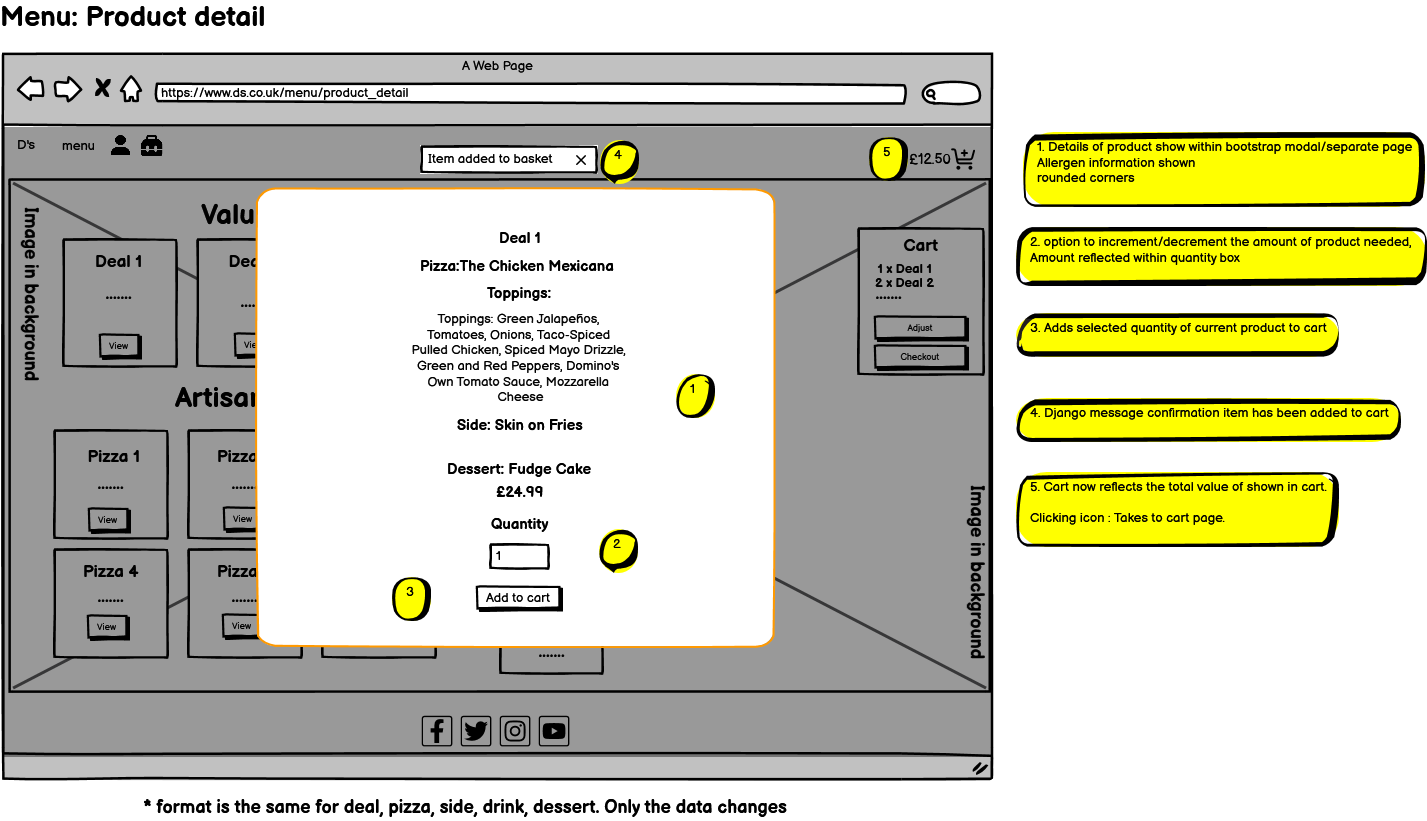 Menu: Product detail
A Web Page
https://www.ds.co.uk/menu/product_detail
D's
menu
Item added to basket
4
5
£12.50
Image in background
Valu
Deal 1
.......
View
Dea
...
Vie
Artisar
Pizza 1
.......
View
Pizza
.......
View
Pizza 4
.......
View
Pizza
.......
View
.......
Deal 1
Pizza:The Chicken Mexicana
Toppings:
Toppings: Green Jalapeños,
Tomatoes, Onions, Taco-Spiced
Pulled Chicken, Spiced Mayo Drizzle,
Green and Red Peppers, Domino's
Own Tomato Sauce, Mozzarella
Cheese
1
Side: Skin on Fries
Dessert: Fudge Cake
£24.99
Quantity
1
2
3
Add to cart
Cart
1 x Deal 1
2 x Deal 2
.......
Adjust
Checkout
Image in background
1. Details of product show within bootstrap modal/separate page
Allergen information shown
rounded corners
2. option to increment/decrement the amount of product needed,
Amount reflected within quantity box
3. Adds selected quantity of current product to cart
4. Django message confirmation item has been added to cart
5. Cart now reflects the total value of shown in cart.
Clicking icon : Takes to cart page.
* format is the same for deal, pizza, side, drink, dessert. Only the data changes